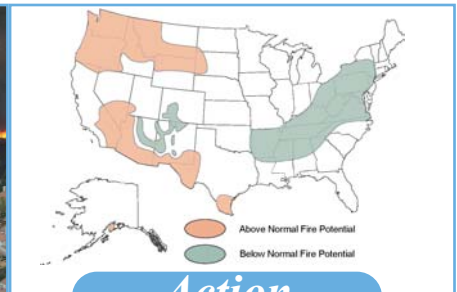 Above Normal Fire Potential
Below Normal Fire Potential
Action